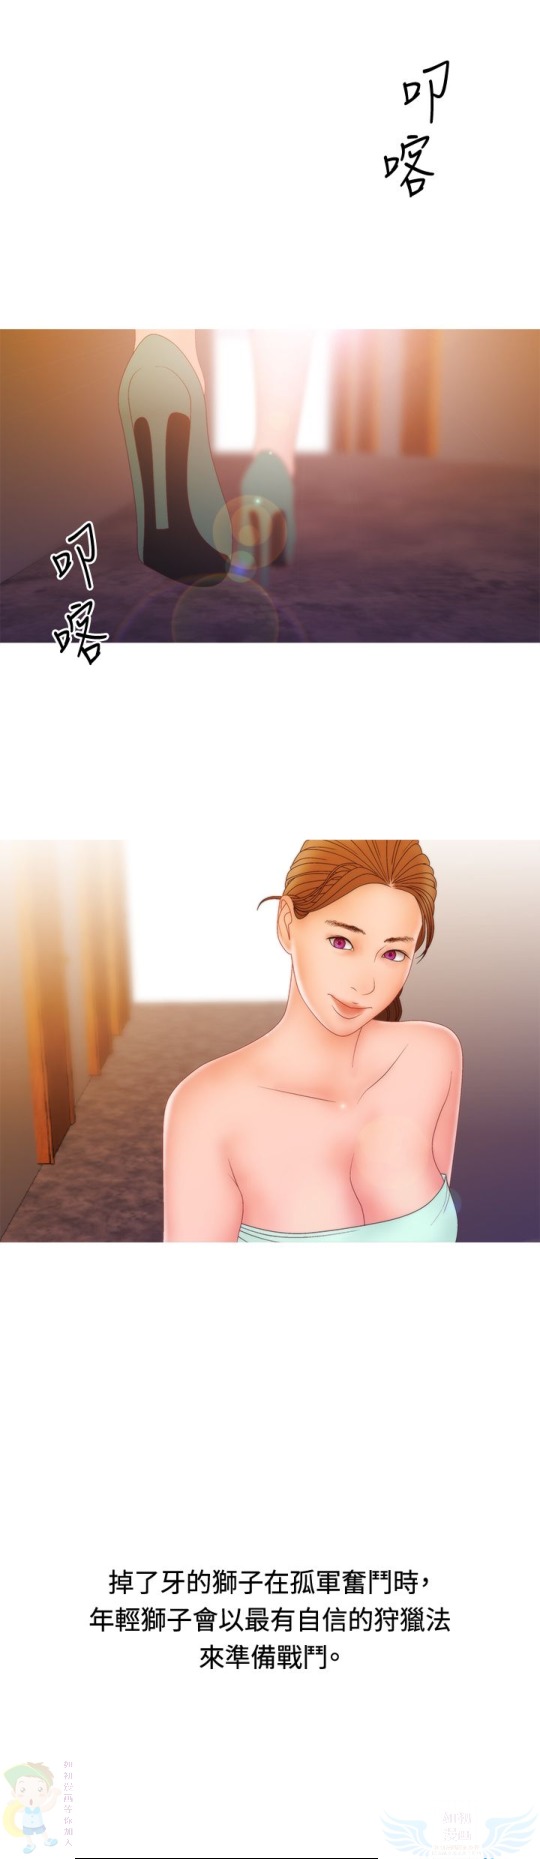 叩
喀
叩
喀
掉了牙的獅子在孤軍奮鬥時，
年輕獅子會以最有自信的狩獵法
來準備戰鬥。